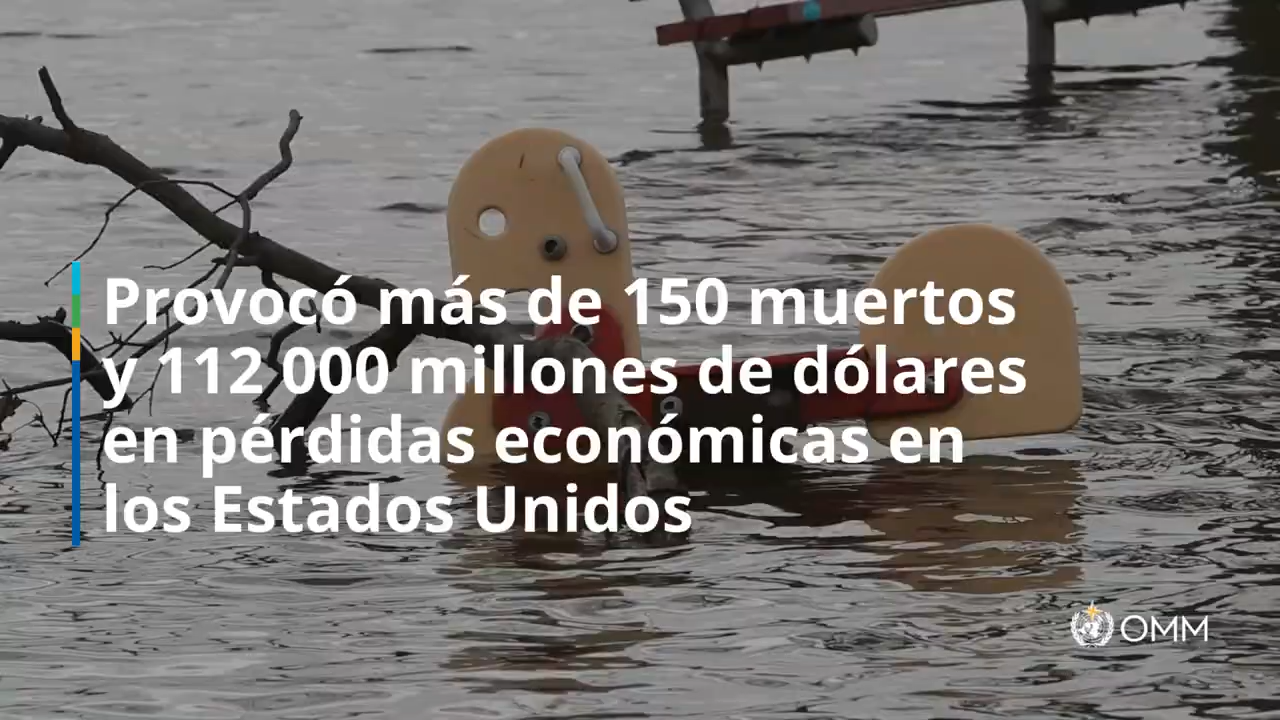 Provocó más de 150 muertos
y 112 000 millones de dólares
en pérdidas económicas en
los Estados Unidos
OMM